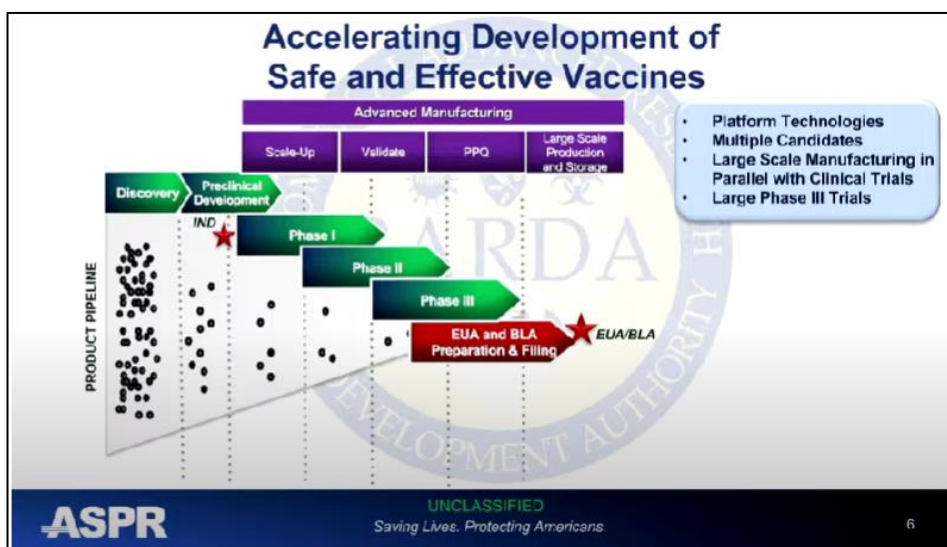 Accelerating Development of
Safe and Effective Vaccines
Advanced Manufacturing
Scale-Up
Validate
PPQ
Large Scale
Production
and Storage
Platform Technologies
Multiple Candidates
Large Scale Manufacturing in
Parallel with Clinical Trials
Large Phase III Trials
Discovery
Preclinical
Development
IND
Phase I
Phase II
Phase III
EUA and BLA
Preparation & Filing
EUA/BLA
PRODUCT PIPELINE
BARDA
DEVELOPMENT AUTHORITY
ASPR
UNCLASSIFIED
Saving Lives. Protecting Americans.
6